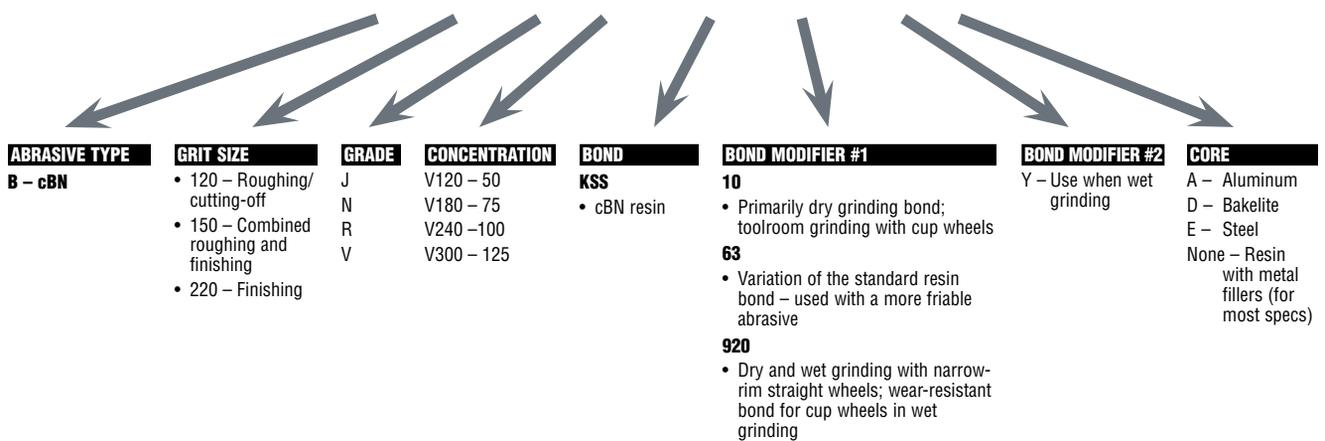 ABRASIVE TYPE
B – cBN
GRIT SIZE
• 120 – Roughing/
cutting-off
• 150 – Combined
roughing and
finishing
• 220 – Finishing
GRADE
J
N
R
V
CONCENTRATION
V120 – 50
V180 – 75
V240 –100
V300 – 125
BOND
KSS
• cBN resin
BOND MODIFIER #1
10
• Primarily dry grinding bond;
toolroom grinding with cup wheels
63
• Variation of the standard resin
bond – used with a more friable
abrasive
920
• Dry and wet grinding with narrow-
rim straight wheels; wear-resistant
bond for cup wheels in wet
grinding
BOND MODIFIER #2
Y – Use when wet
grinding
CORE
A – Aluminum
D – Bakelite
E – Steel
None – Resin
with metal
fillers (for
most specs)